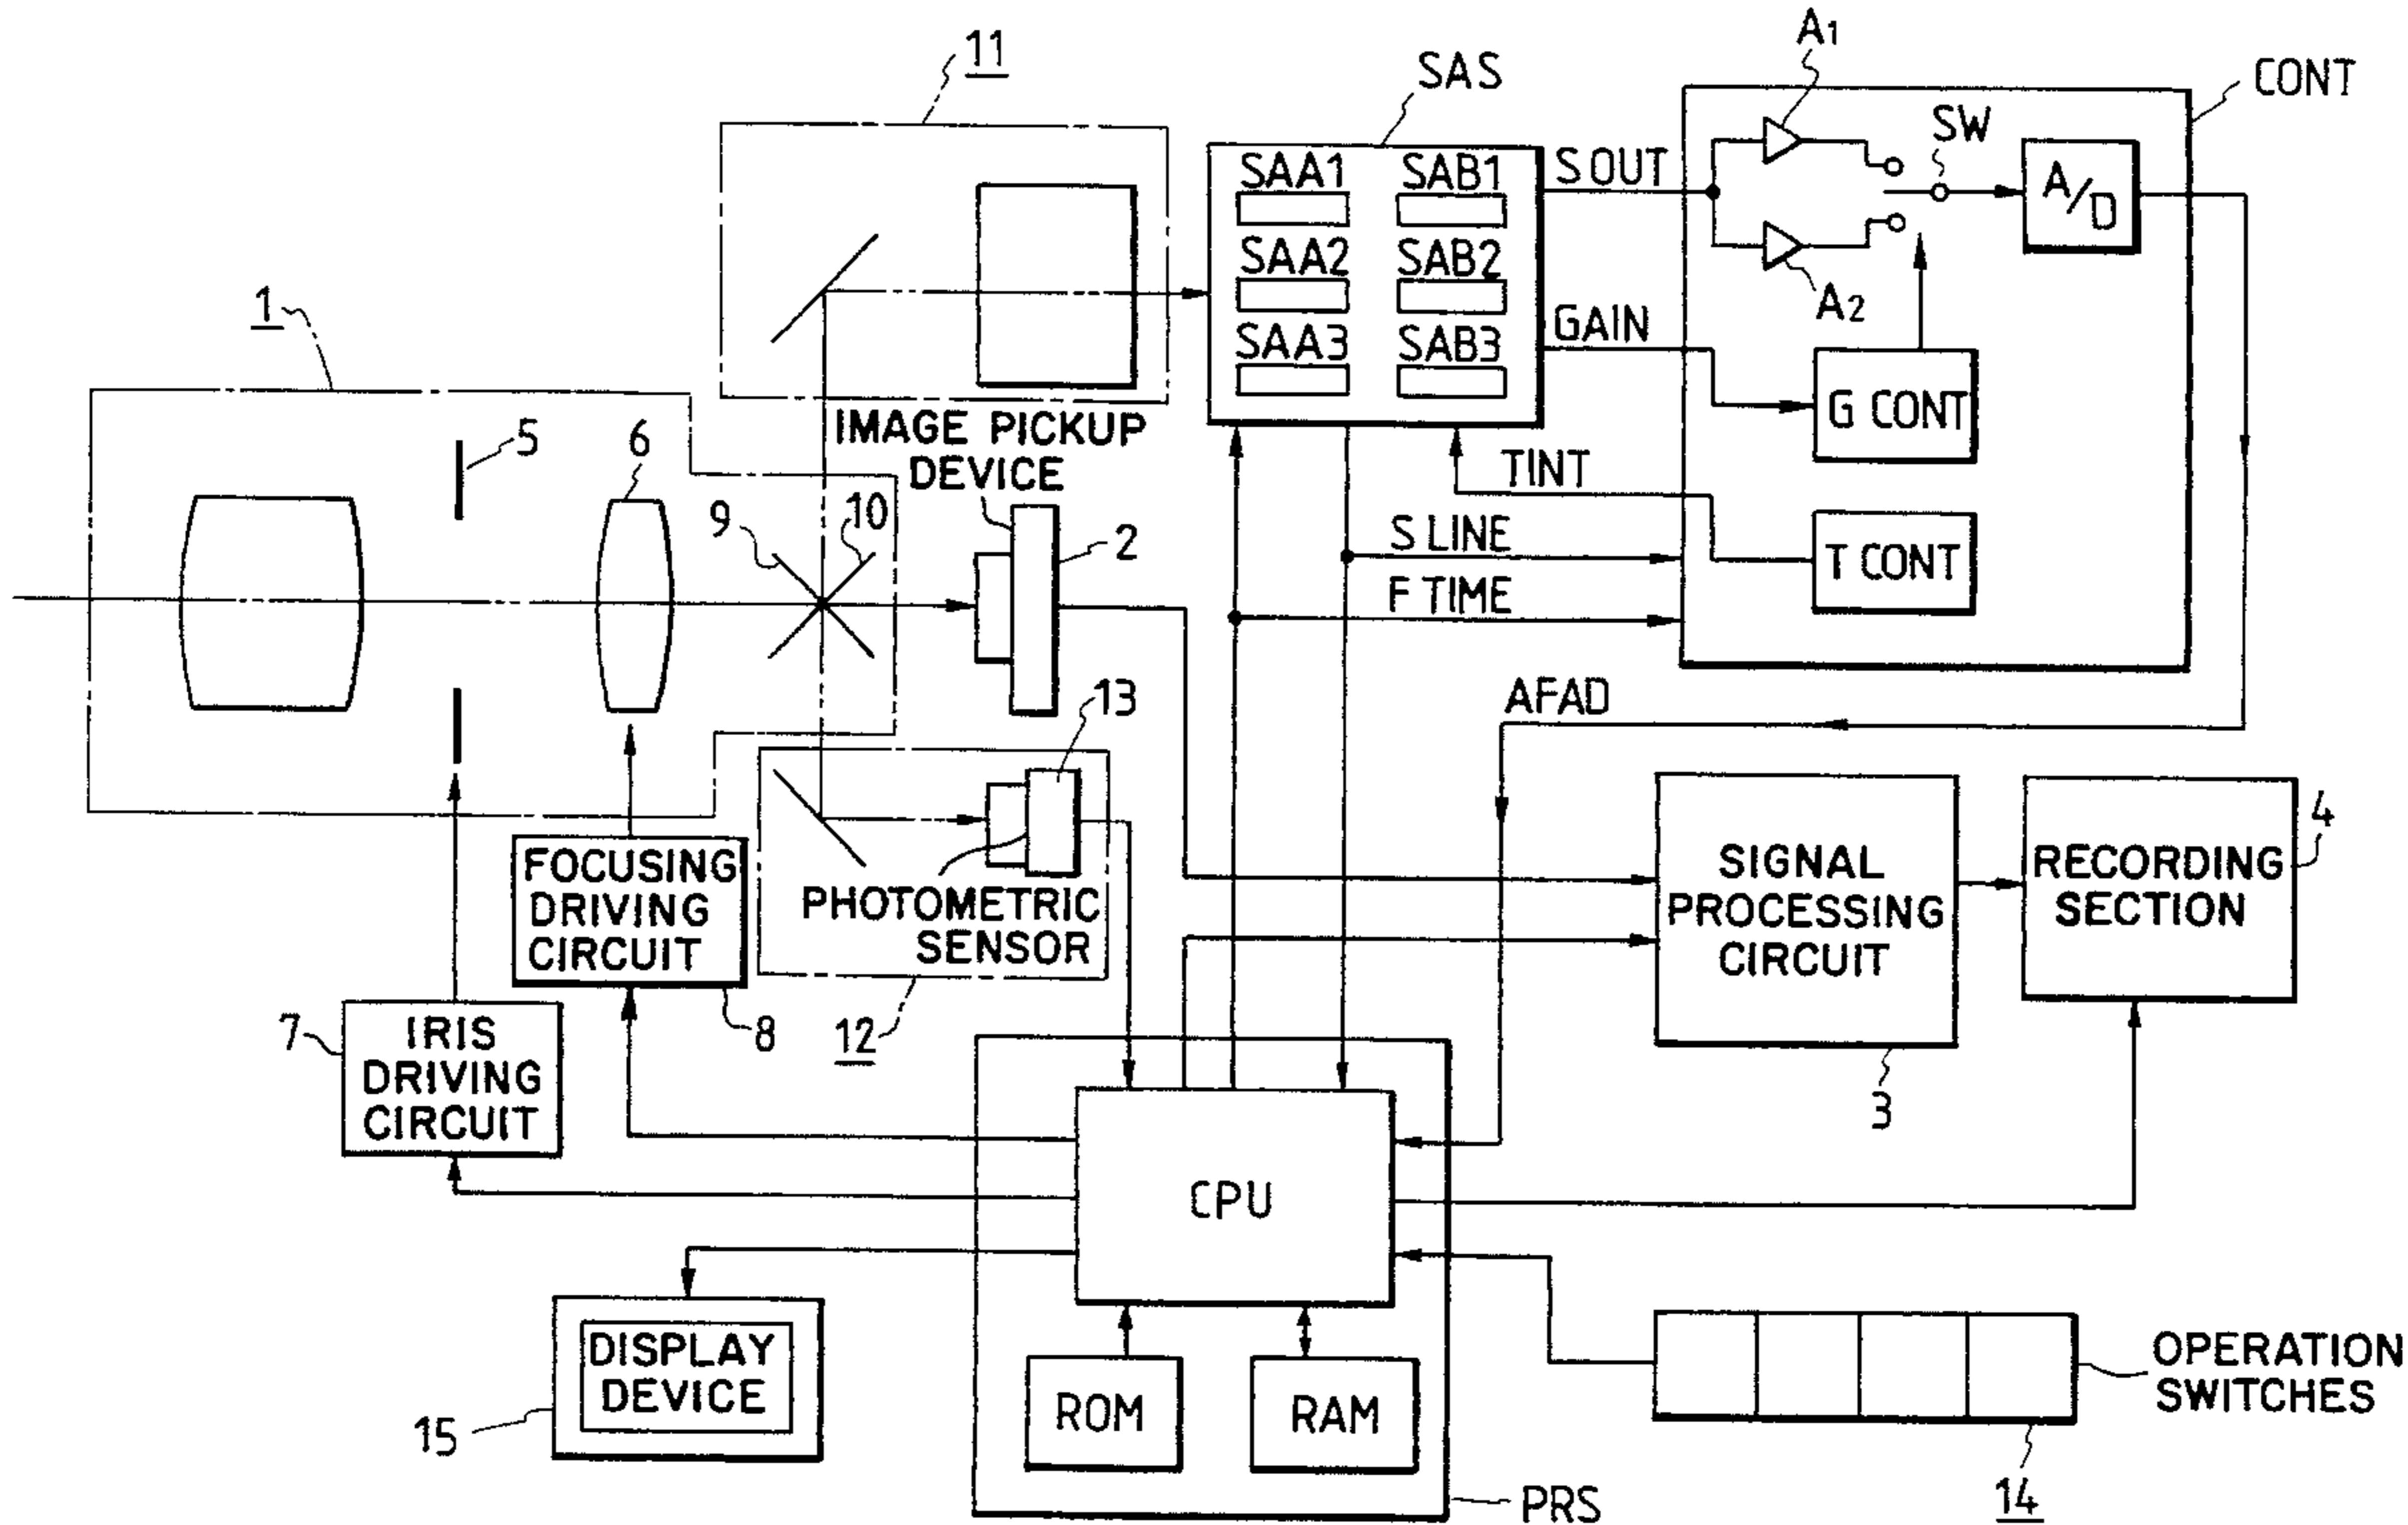 11
SAS
A1
CONT
SAA1 SAB1
SAA2 SAB2
SAA3 SAB3
S OUT
SW
A/D
A2
GAIN
G CONT
1
5
6
IMAGE PICKUP
DEVICE
9
10
2
TINT
S LINE
F TIME
T CONT
13
AFAD
FOCUSING
DRIVING
CIRCUIT
8
PHOTOMETRIC
SENSOR
12
SIGNAL
PROCESSING
CIRCUIT
3
RECORDING
SECTION
4
7
IRIS
DRIVING
CIRCUIT
CPU
DISPLAY
DEVICE
15
ROM
RAM
PRS
OPERATION
SWITCHES
14